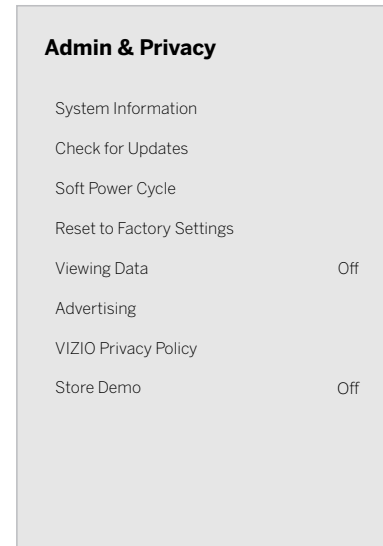 Admin & Privacy
System Information
Check for Updates
Soft Power Cycle
Reset to Factory Settings
Viewing Data Off
Advertising
VIZIO Privacy Policy
Store Demo Off